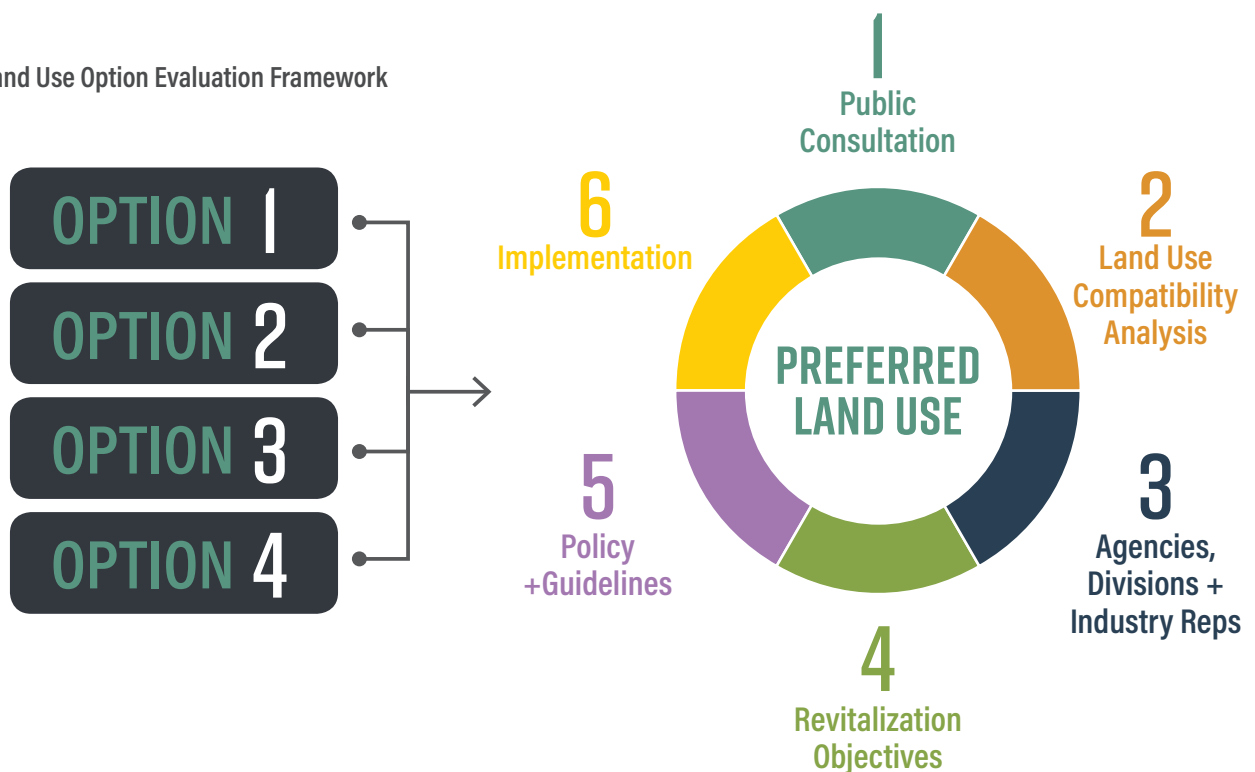 and Use Option Evaluation Framework
OPTION 1
OPTION 2
OPTION 3
OPTION 4
1
Public
Consultation
2
Land Use
Compatibility
Analysis
3
Agencies,
Divisions +
Industry Reps
4
Revitalization
Objectives
5
Policy
+Guidelines
6
Implementation
PREFERRED
LAND USE